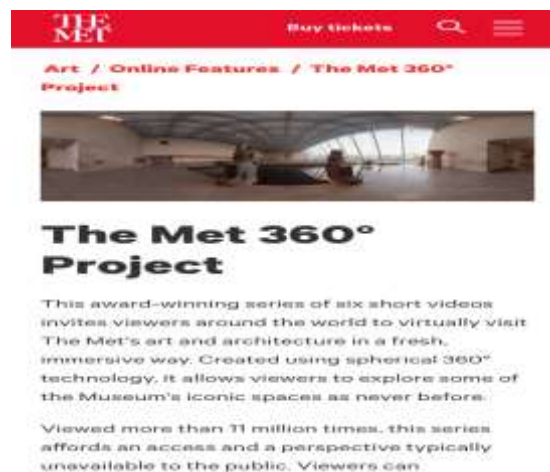 THE
MET
Buy tickets
Art / Online Features / The Met 360°
Project
The Met 360°
Project
This award-winning series of six short videos
invites viewers around the world to virtually visit
The Met's art and architecture in a fresh,
immersive way. Created using spherical 360°
technology, it allows viewers to explore some of
the Museum's iconic spaces as never before.
Viewed more than 11 million times, this series
affords an access and a perspective typically
unavailable to the public. Viewers can